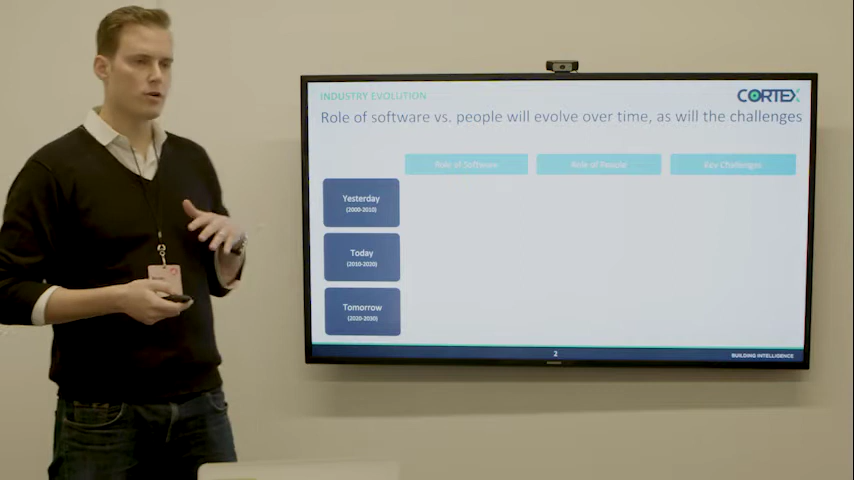 INDUSTRY EVOLUTION
CORTEX
Role of software vs. people will evolve over time, as will the challenges
Role of Software
Role of People
Key Challenges
Yesterday
(2000-2010)
Today
(2010-2020)
Tomorrow
(2020-2030)
2
BUILDING INTELLIGENCE